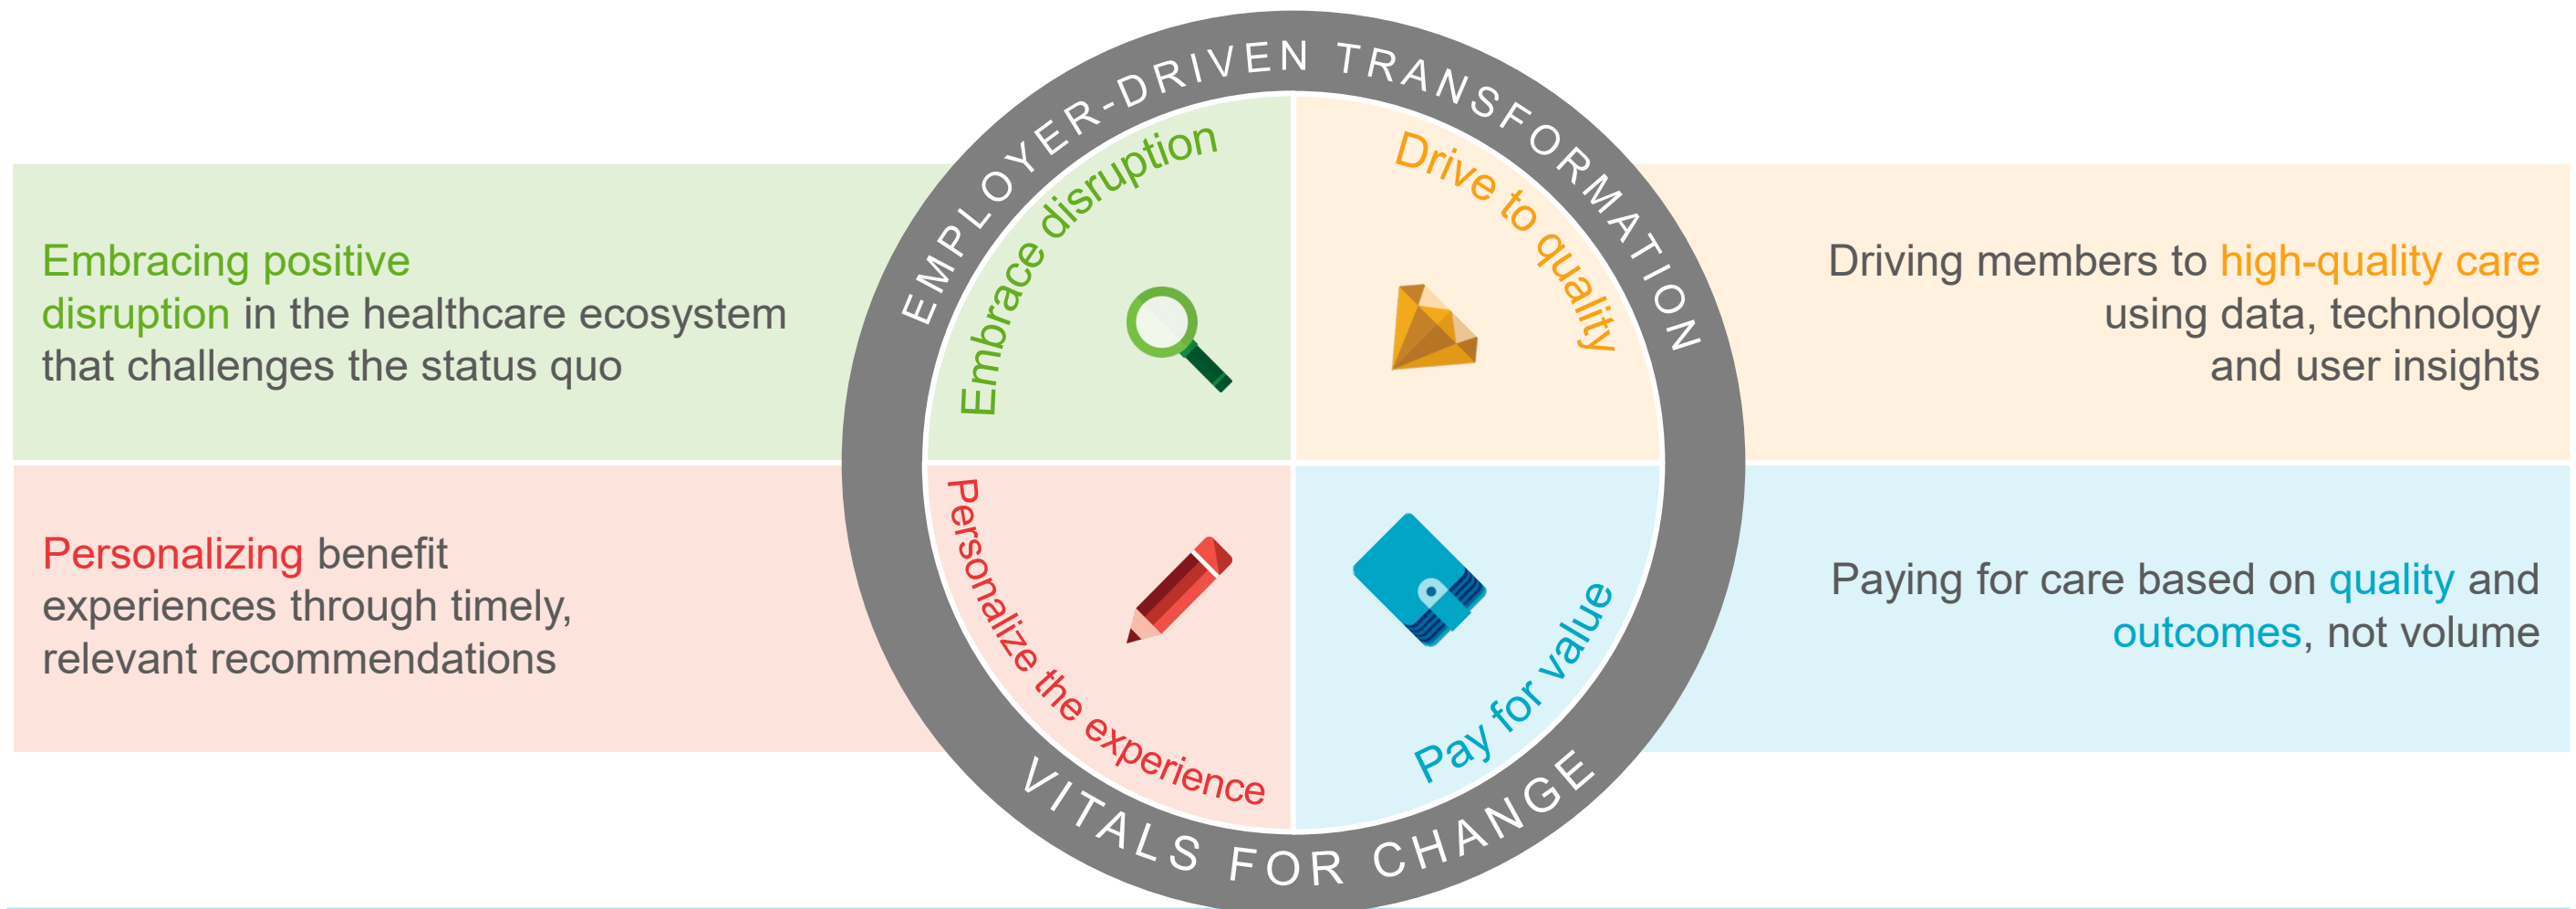 EMPLOYER-DRIVEN TRANSFORMATION
Embrace disruption
Drive to quality
Embracing positive
disruption in the healthcare ecosystem
that challenges the status quo
Driving members to high-quality care
using data, technology
and user insights
Personalize the experience
Pay for value
Personalizing benefit
experiences through timely,
relevant recommendations
Paying for care based on quality and
outcomes, not volume
VITALS FOR CHANGE